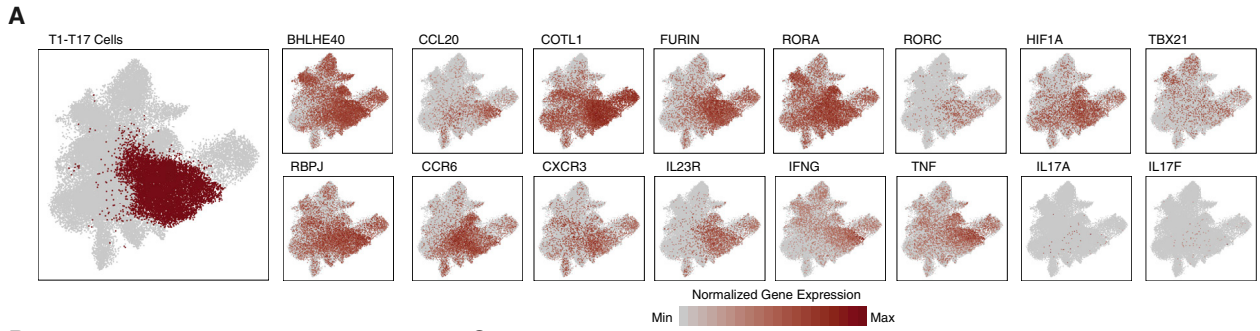 A
T1-T17 Cells
BHLHE40 CCL20 COTL1 FURIN RORA RORC HIF1A TBX21
RBPJ CCR6 CXCR3 IL23R IFNG TNF IL17A IL17F
Normalized Gene Expression
Min Max